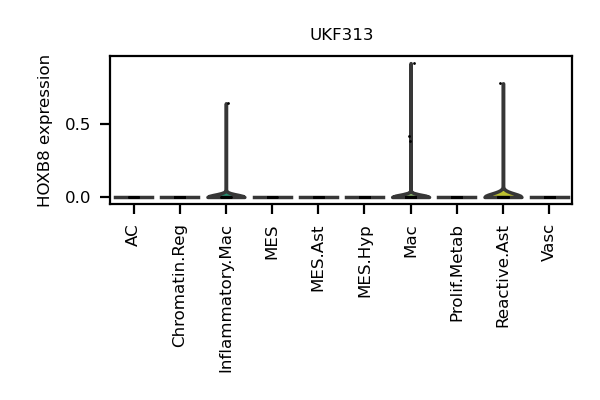 UKF313
HOXB8 expression
0.5
0.0
AC
Chromatin.Reg
Inflammatory.Mac
MES
MES.Ast
MES.Hyp
Mac
Prolif.Metab
Reactive.Ast
Vasc